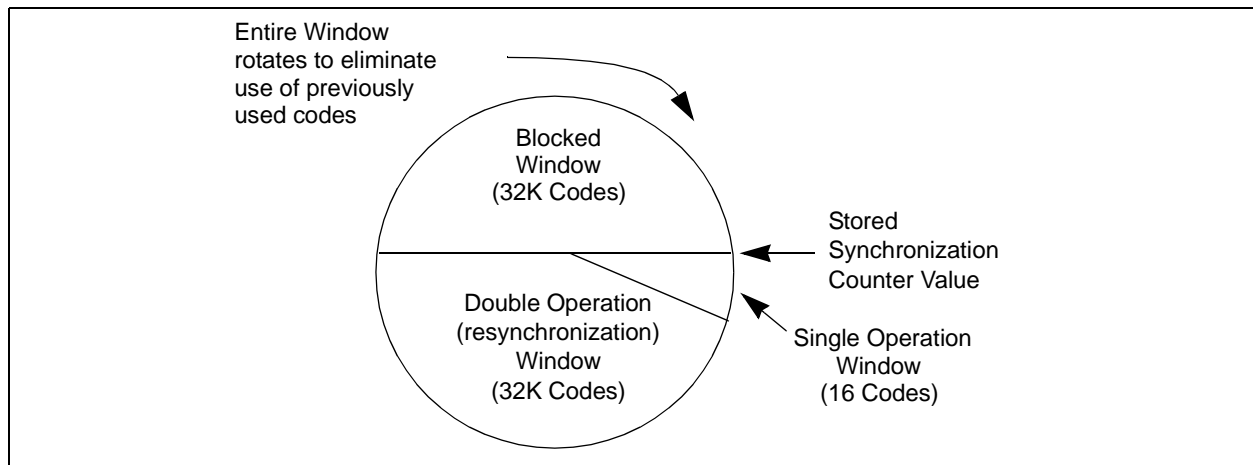 Entire Window
rotates to eliminate
use of previously
used codes
Blocked
Window
(32K Codes)
Stored
Synchronization
Counter Value
Double Operation
(resynchronization)
Window
(32K Codes)
Single Operation
Window
(16 Codes)